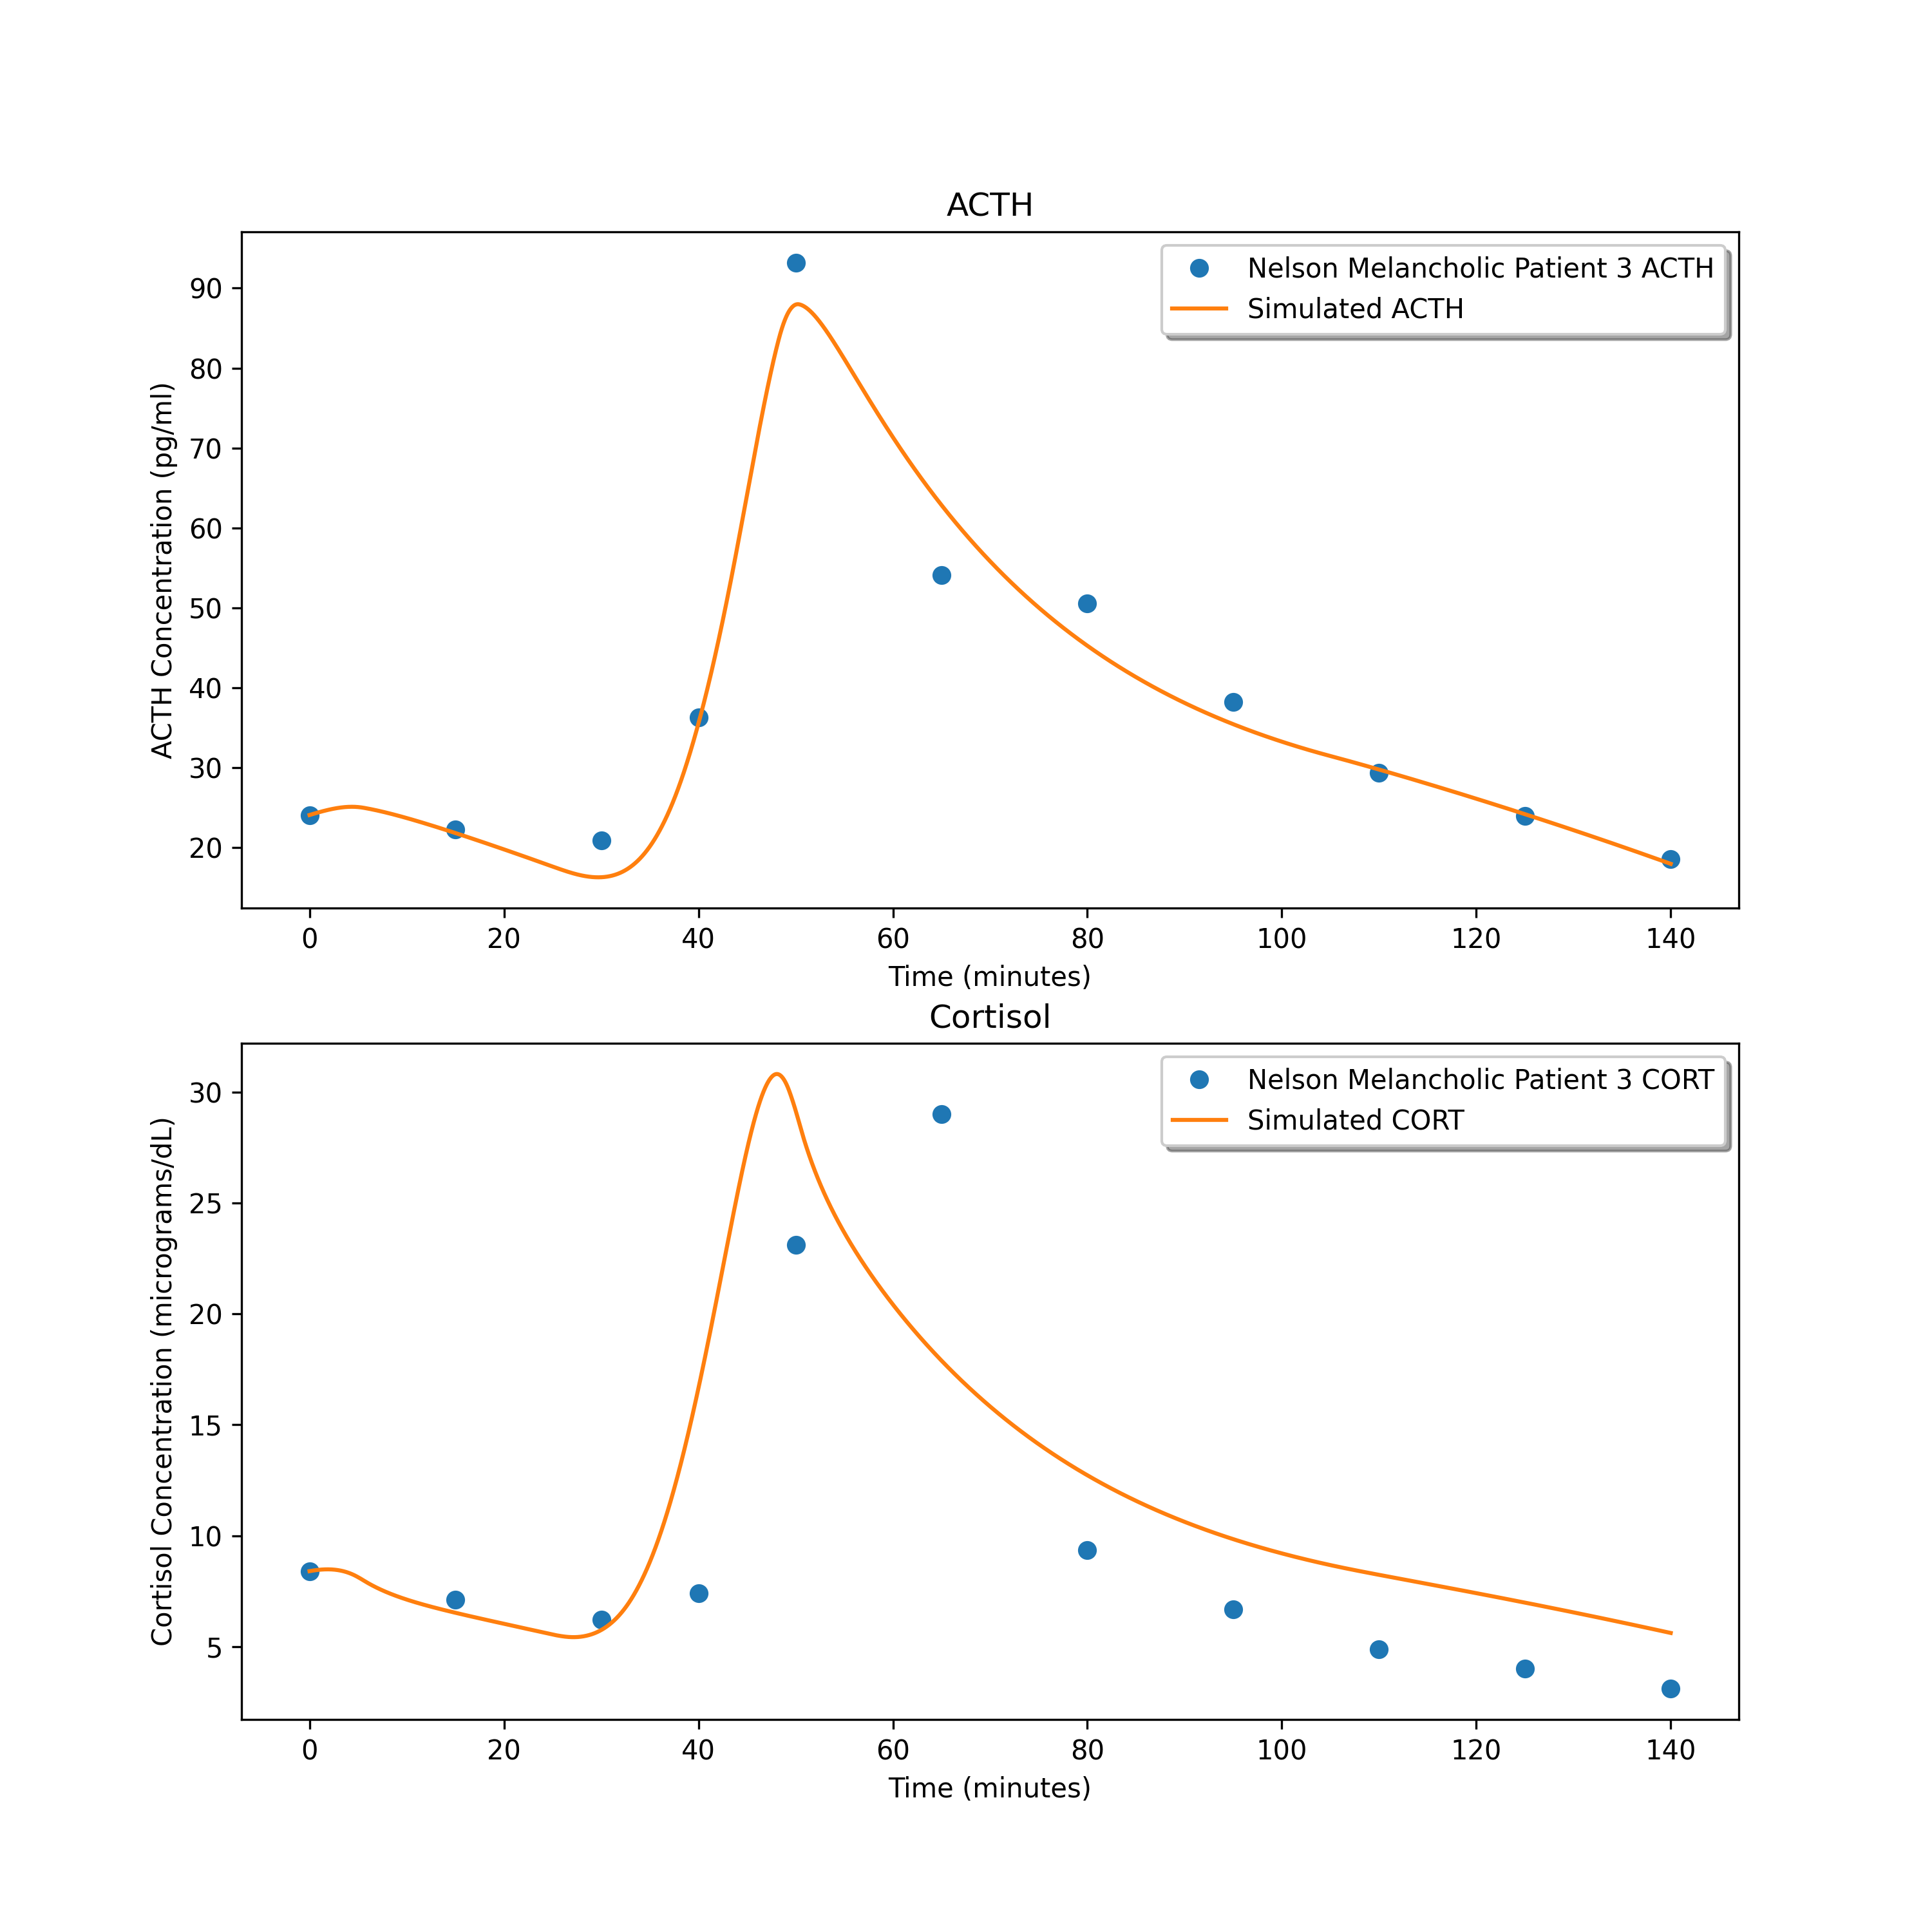 ACTH
Nelson Melancholic Patient 3 ACTH
Simulated ACTH
ACTH Concentration (pg/ml)
90
80
70
60
50
40
30
20
0 20 40 60 80 100 120 140
Time (minutes)
Cortisol
Nelson Melancholic Patient 3 CORT
Simulated CORT
Cortisol Concentration (micrograms/dL)
30
25
20
15
10
5
0 20 40 60 80 100 120 140
Time (minutes)